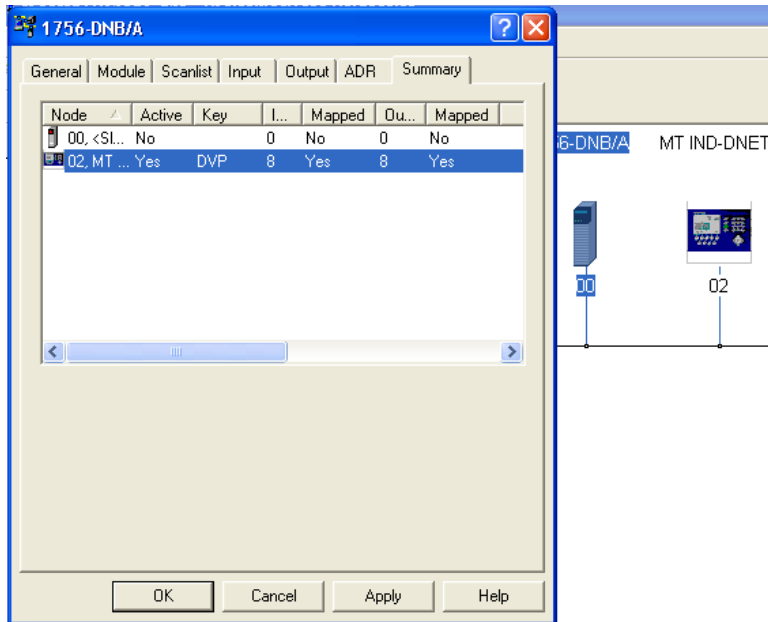 1756-DNB/A
General Module Scanlist Input Output ADR Summary
Node Active Key I... Mapped Ou... Mapped
00, <SI... No 0 No 0 No
02, MT ... Yes DVP 8 Yes 8 Yes
6-DNB/A MT IND-DNET
00 02
OK Cancel Apply Help